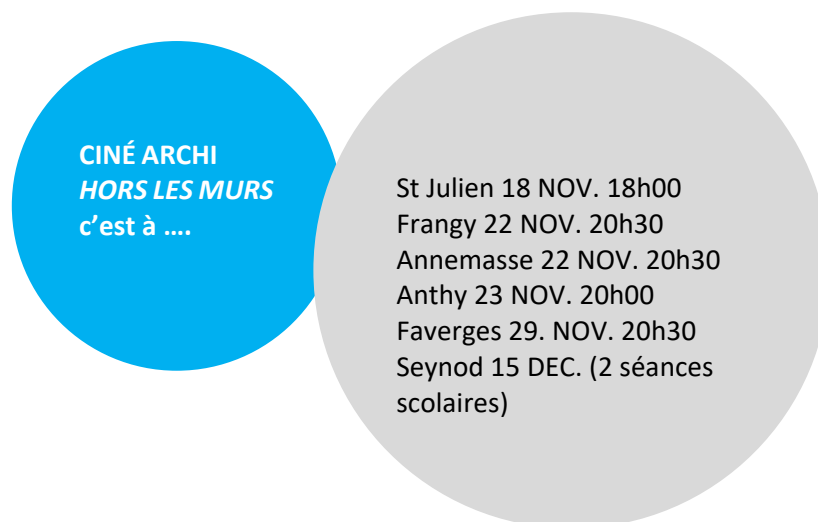 CINÉ ARCHI
HORS LES MURS
c’est à ….
St Julien 18 NOV. 18h00
Frangy 22 NOV. 20h30
Annemasse 22 NOV. 20h30
Anthy 23 NOV. 20h00
Faverges 29. NOV. 20h30
Seynod 15 DEC. (2 séances
scolaires)